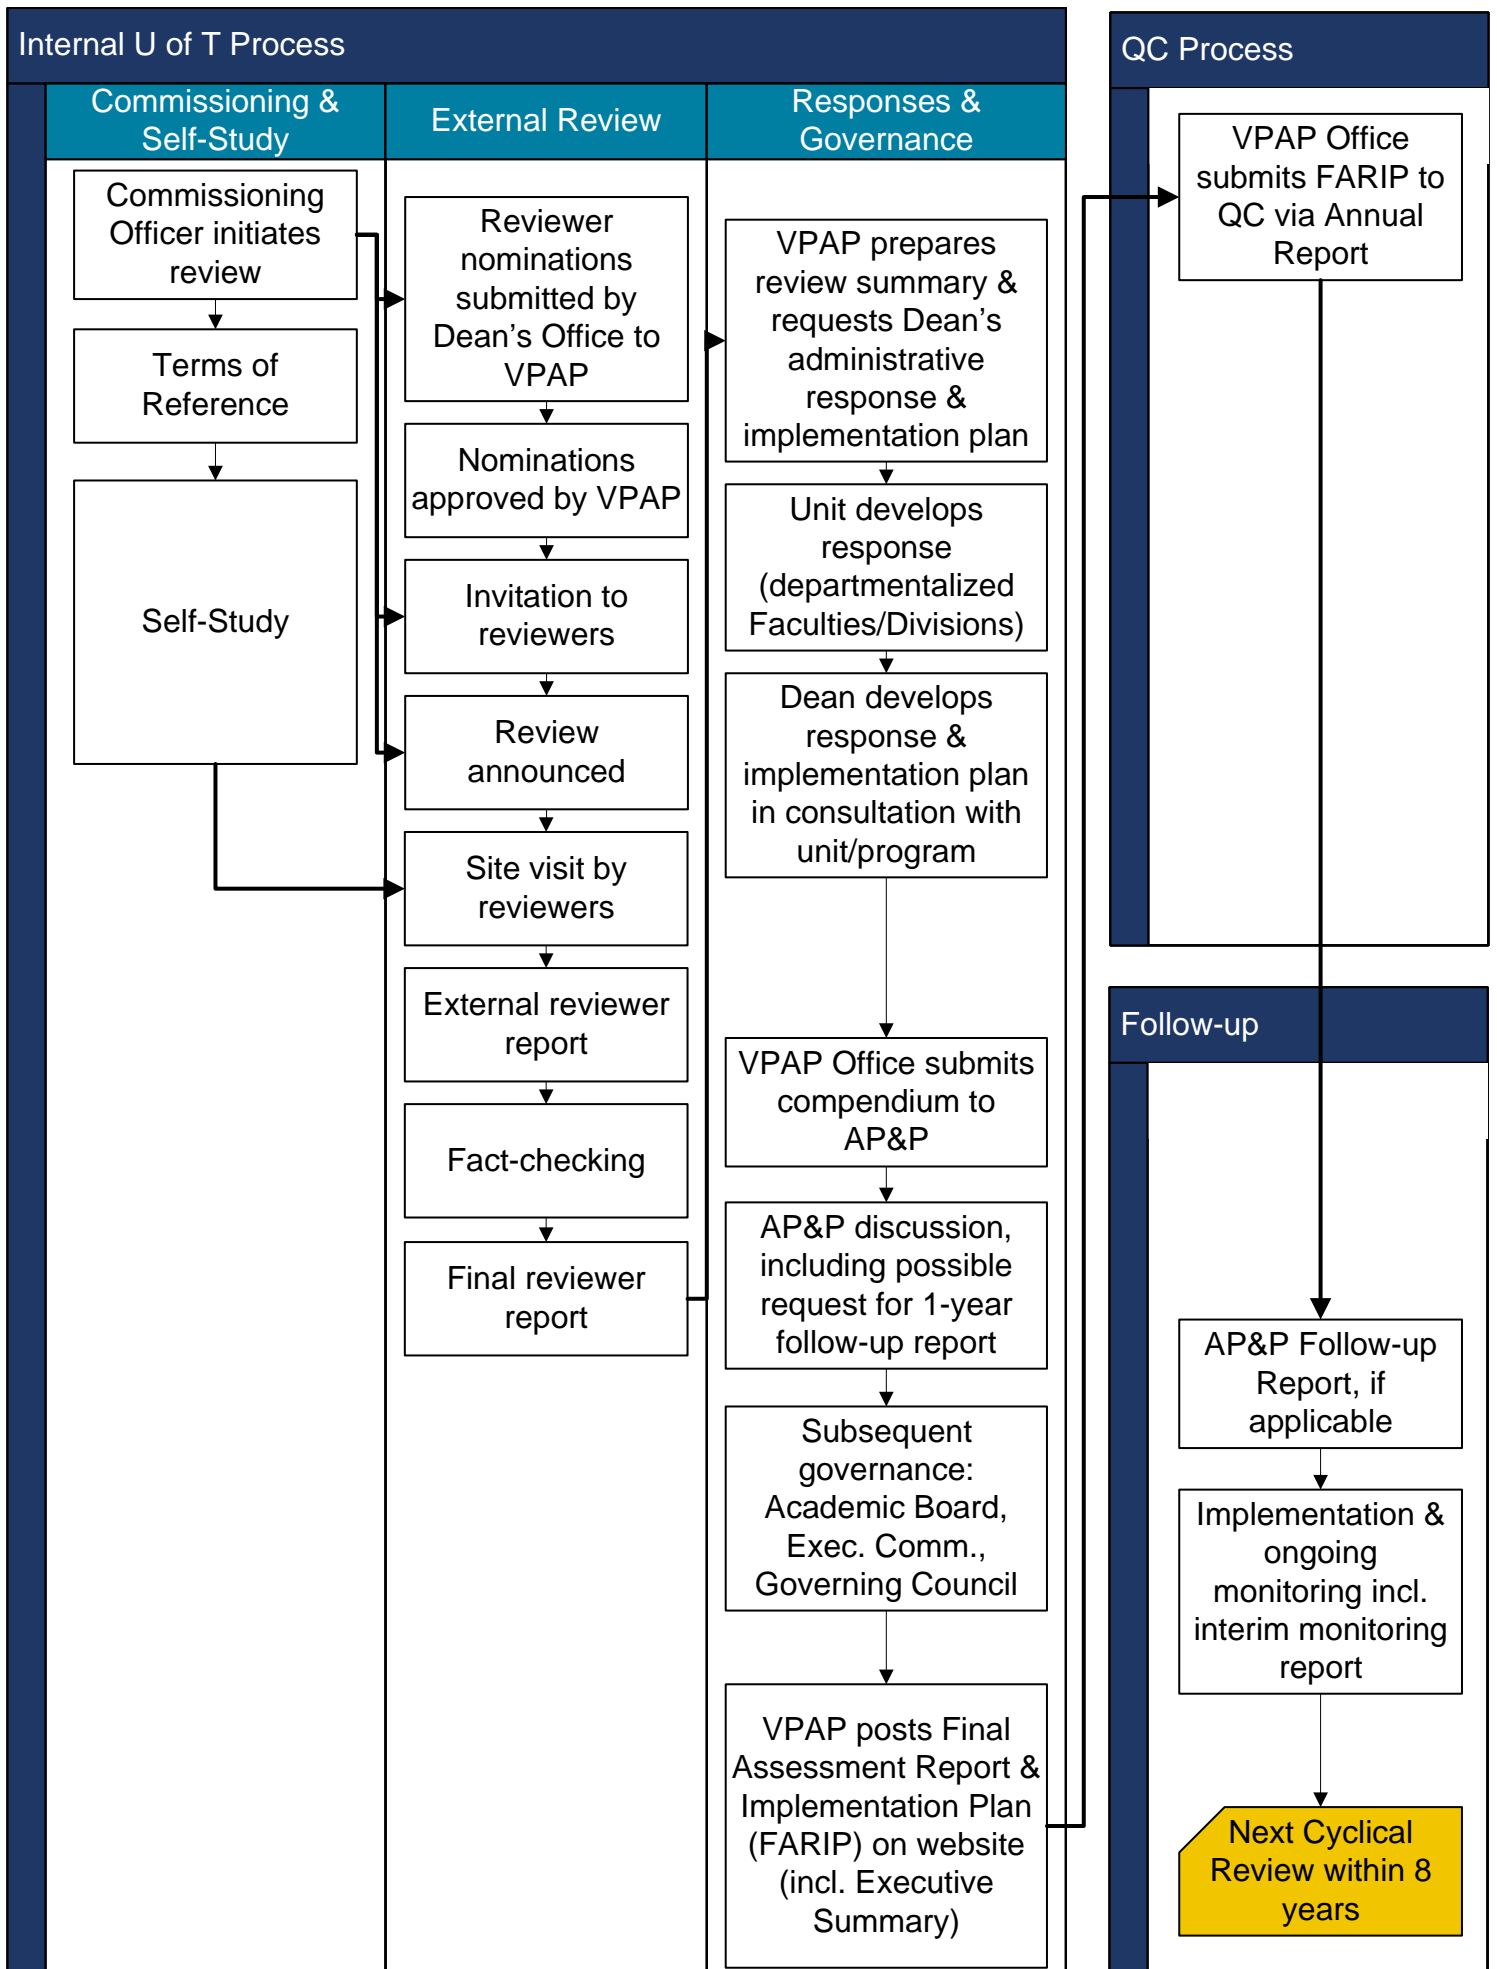 Internal U of T Process
Commissioning &
Self-Study
External Review
Responses &
Governance
Commissioning
Officer initiates
review
Terms of
Reference
Self-Study
Reviewer
nominations
submitted by
Dean’s Office to
VPAP
Nominations
approved by VPAP
Invitation to
reviewers
Review
announced
Site visit by
reviewers
External reviewer
report
Fact-checking
Final reviewer
report
VPAP prepares
review summary &
requests Dean’s
administrative
response &
implementation plan
Unit develops
response
(departmentalized
Faculties/Divisions)
Dean develops
response &
implementation plan
in consultation with
unit/program
VPAP Office submits
compendium to
AP&P
AP&P discussion,
including possible
request for 1-year
follow-up report
Subsequent
governance:
Academic Board,
Exec. Comm.,
Governing Council
VPAP posts Final
Assessment Report &
Implementation Plan
(FARIP) on website
(incl. Executive
Summary)
QC Process
VPAP Office
submits FARIP to
QC via Annual
Report
Follow-up
AP&P Follow-up
Report, if
applicable
Implementation &
ongoing
monitoring incl.
interim monitoring
report
Next Cyclical
Review within 8
years